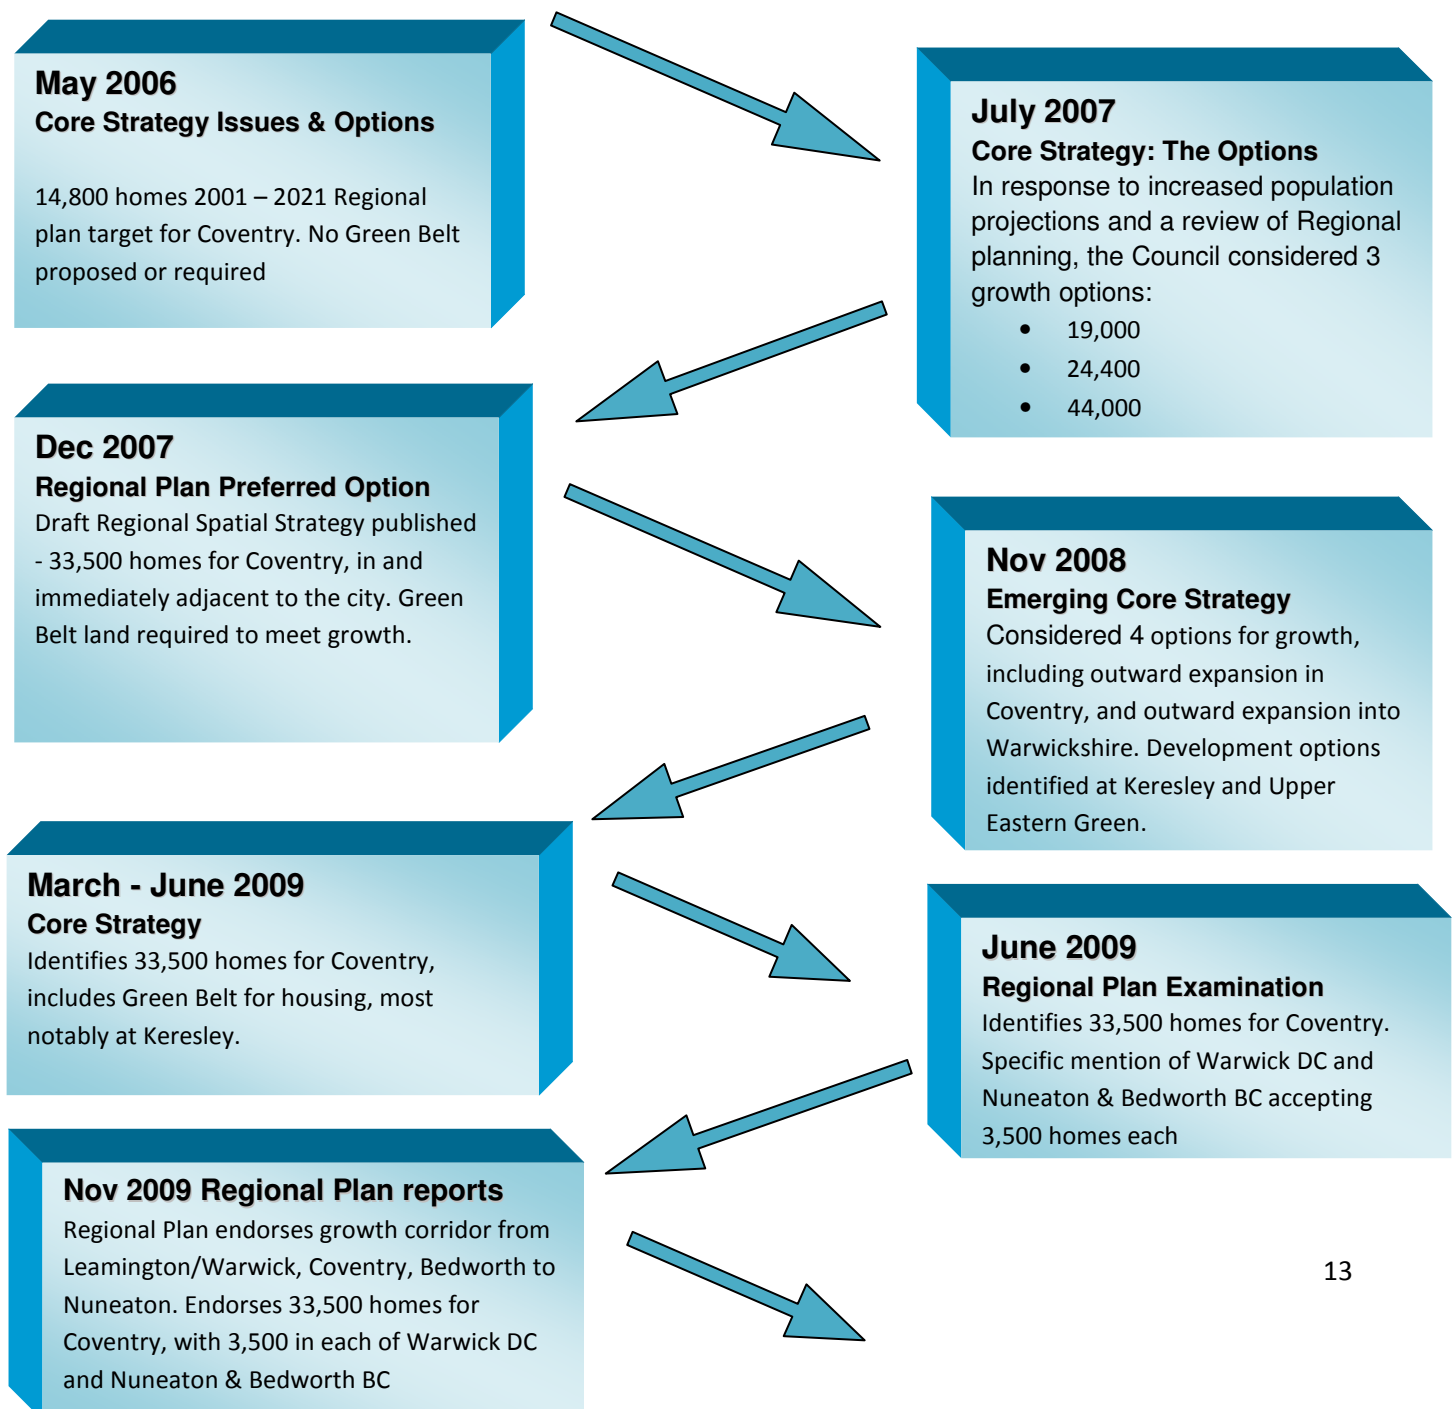 May 2006
Core Strategy Issues & Options
14,800 homes 2001 – 2021 Regional
plan target for Coventry. No Green Belt
proposed or required
July 2007
Core Strategy: The Options
In response to increased population
projections and a review of Regional
planning, the Council considered 3
growth options:
• 19,000
• 24,400
• 44,000
Dec 2007
Regional Plan Preferred Option
Draft Regional Spatial Strategy published
- 33,500 homes for Coventry, in and
immediately adjacent to the city. Green
Belt land required to meet growth.
Nov 2008
Emerging Core Strategy
Considered 4 options for growth,
including outward expansion in
Coventry, and outward expansion into
Warwickshire. Development options
identified at Keresley and Upper
Eastern Green.
March - June 2009
Core Strategy
Identifies 33,500 homes for Coventry,
includes Green Belt for housing, most
notably at Keresley.
June 2009
Regional Plan Examination
Identifies 33,500 homes for Coventry.
Specific mention of Warwick DC and
Nuneaton & Bedworth BC accepting
3,500 homes each
Nov 2009 Regional Plan reports
Regional Plan endorses growth corridor from
Leamington/Warwick, Coventry, Bedworth to
Nuneaton. Endorses 33,500 homes for
Coventry, with 3,500 in each of Warwick DC
and Nuneaton & Bedworth BC
13